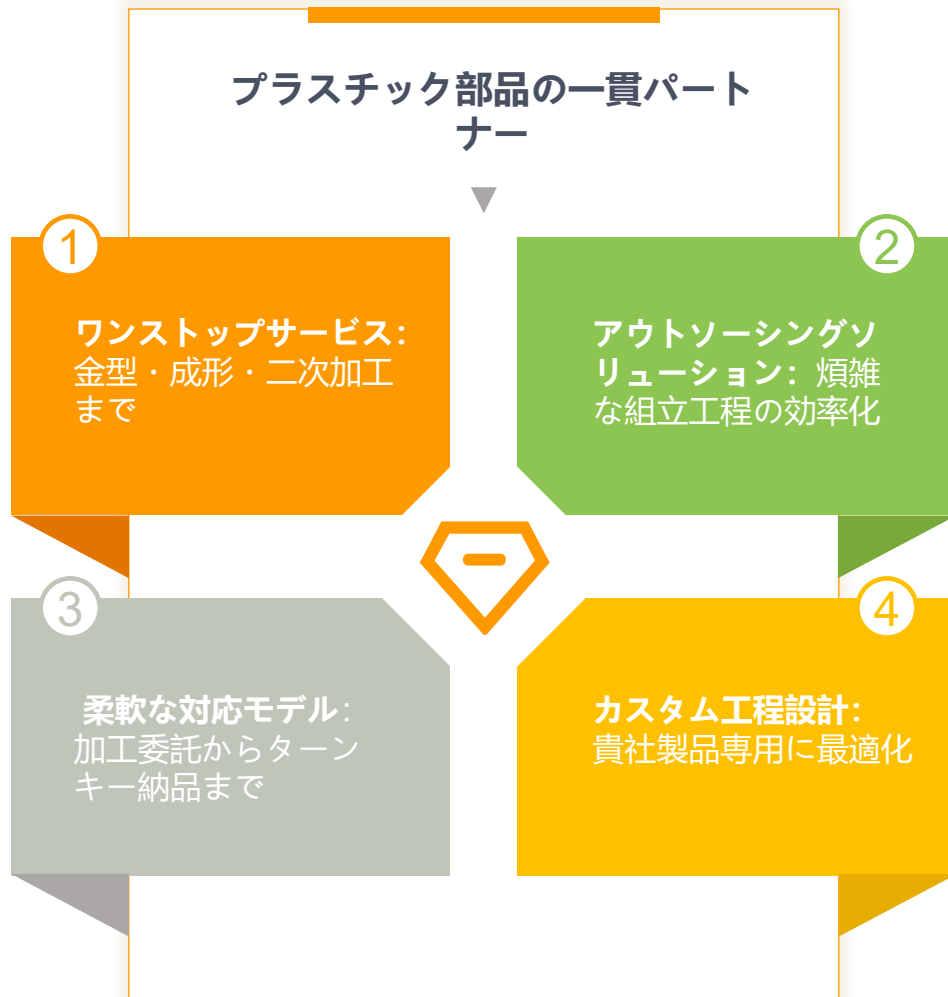 プラスチック部品の一貫パート
ナー
1
ワンストップサービス：
金型・成形・二次加工
まで
2
アウトソーシングソ
リューション：煩雑
な組立工程の効率化
3
柔軟な対応モデル：
加工委託からターン
キー納品まで
4
カスタム工程設計：
貴社製品専用に最適化